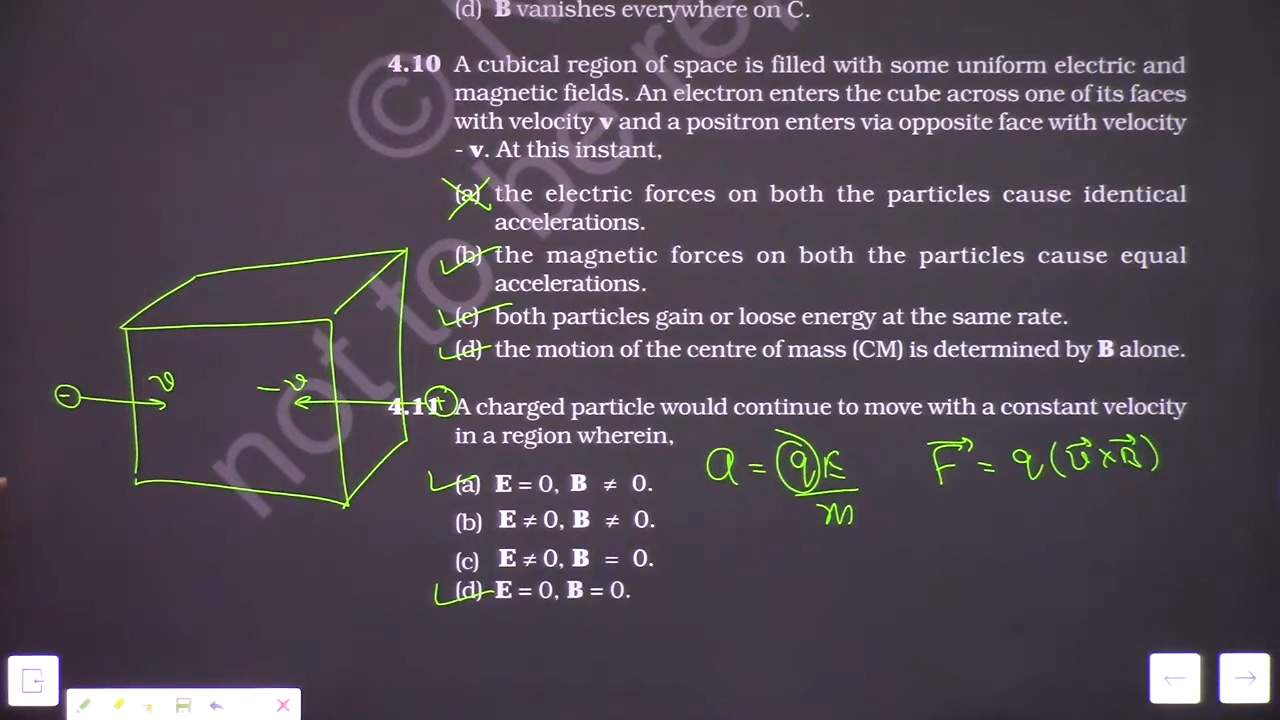 (d) B vanishes everywhere on C.
4.10 A cubical region of space is filled with some uniform electric and
magnetic fields. An electron enters the cube across one of its faces
with velocity v and a positron enters via opposite face with velocity
- v. At this instant,
(a) the electric forces on both the particles cause identical
accelerations.
(b) the magnetic forces on both the particles cause equal
accelerations.
(c) both particles gain or loose energy at the same rate.
(d) the motion of the centre of mass (CM) is determined by B alone.
4.11 A charged particle would continue to move with a constant velocity
in a region wherein,
(a) E = 0, B ≠ 0.
(b) E ≠ 0, B ≠ 0.
(c) E ≠ 0, B = 0.
(d) E = 0, B = 0.
− v
−v +
a = qE/m
F⃗ = q(v⃗×B⃗)
©
not to be re